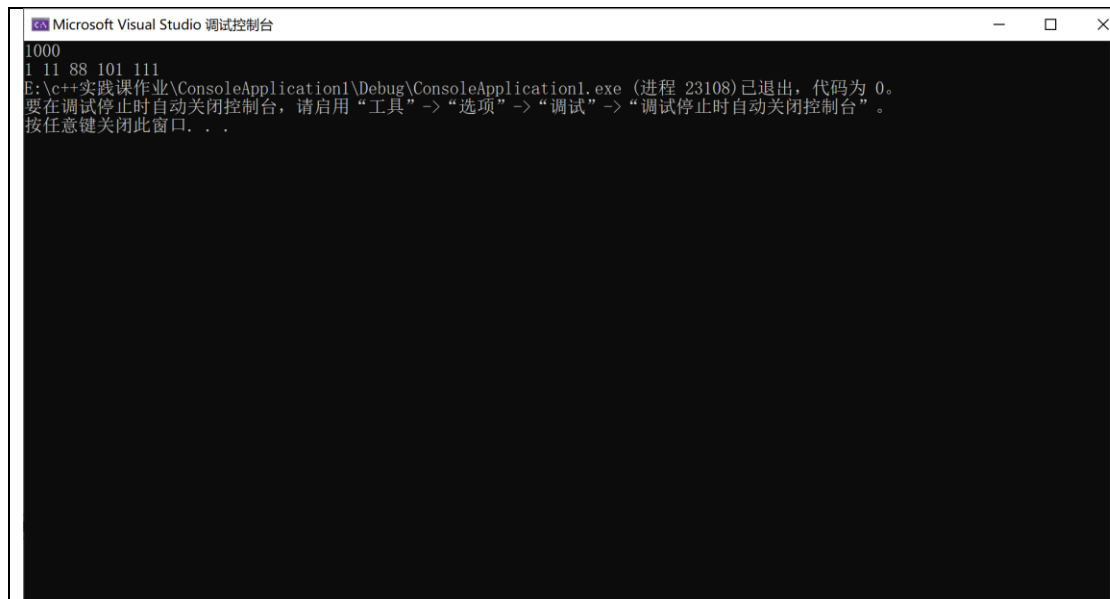 Microsoft Visual Studio 调试控制台
1000
1 11 88 101 111
E:\c++实践课作业\ConsoleApplication1\Debug\ConsoleApplication1.exe (进程 23108)已退出，代码为 0。
要在调试停止时自动关闭控制台，请启用“工具”->“选项”->“调试”->“调试停止时自动关闭控制台”。
按任意键关闭此窗口. . .